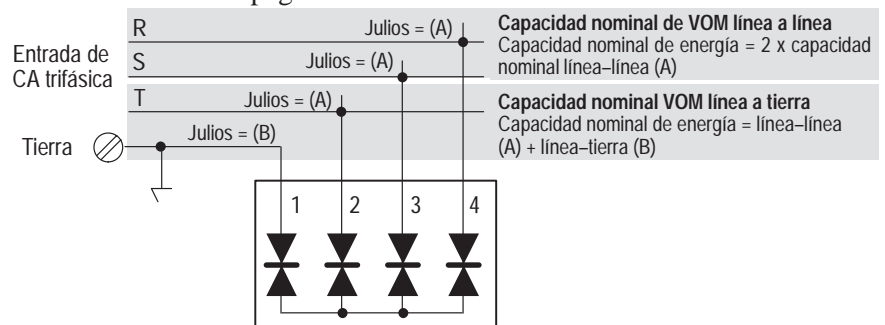 R
Julios = (A)
Capacidad nominal de VOM línea a línea
Capacidad nominal de energía = 2 x capacidad
nominal línea–línea (A)
Entrada de
CA trifásica
S
Julios = (A)
T
Julios = (A)
Capacidad nominal VOM línea a tierra
Capacidad nominal de energía = línea–línea
(A) + línea–tierra (B)
Tierra
Julios = (B)
1
2
3
4